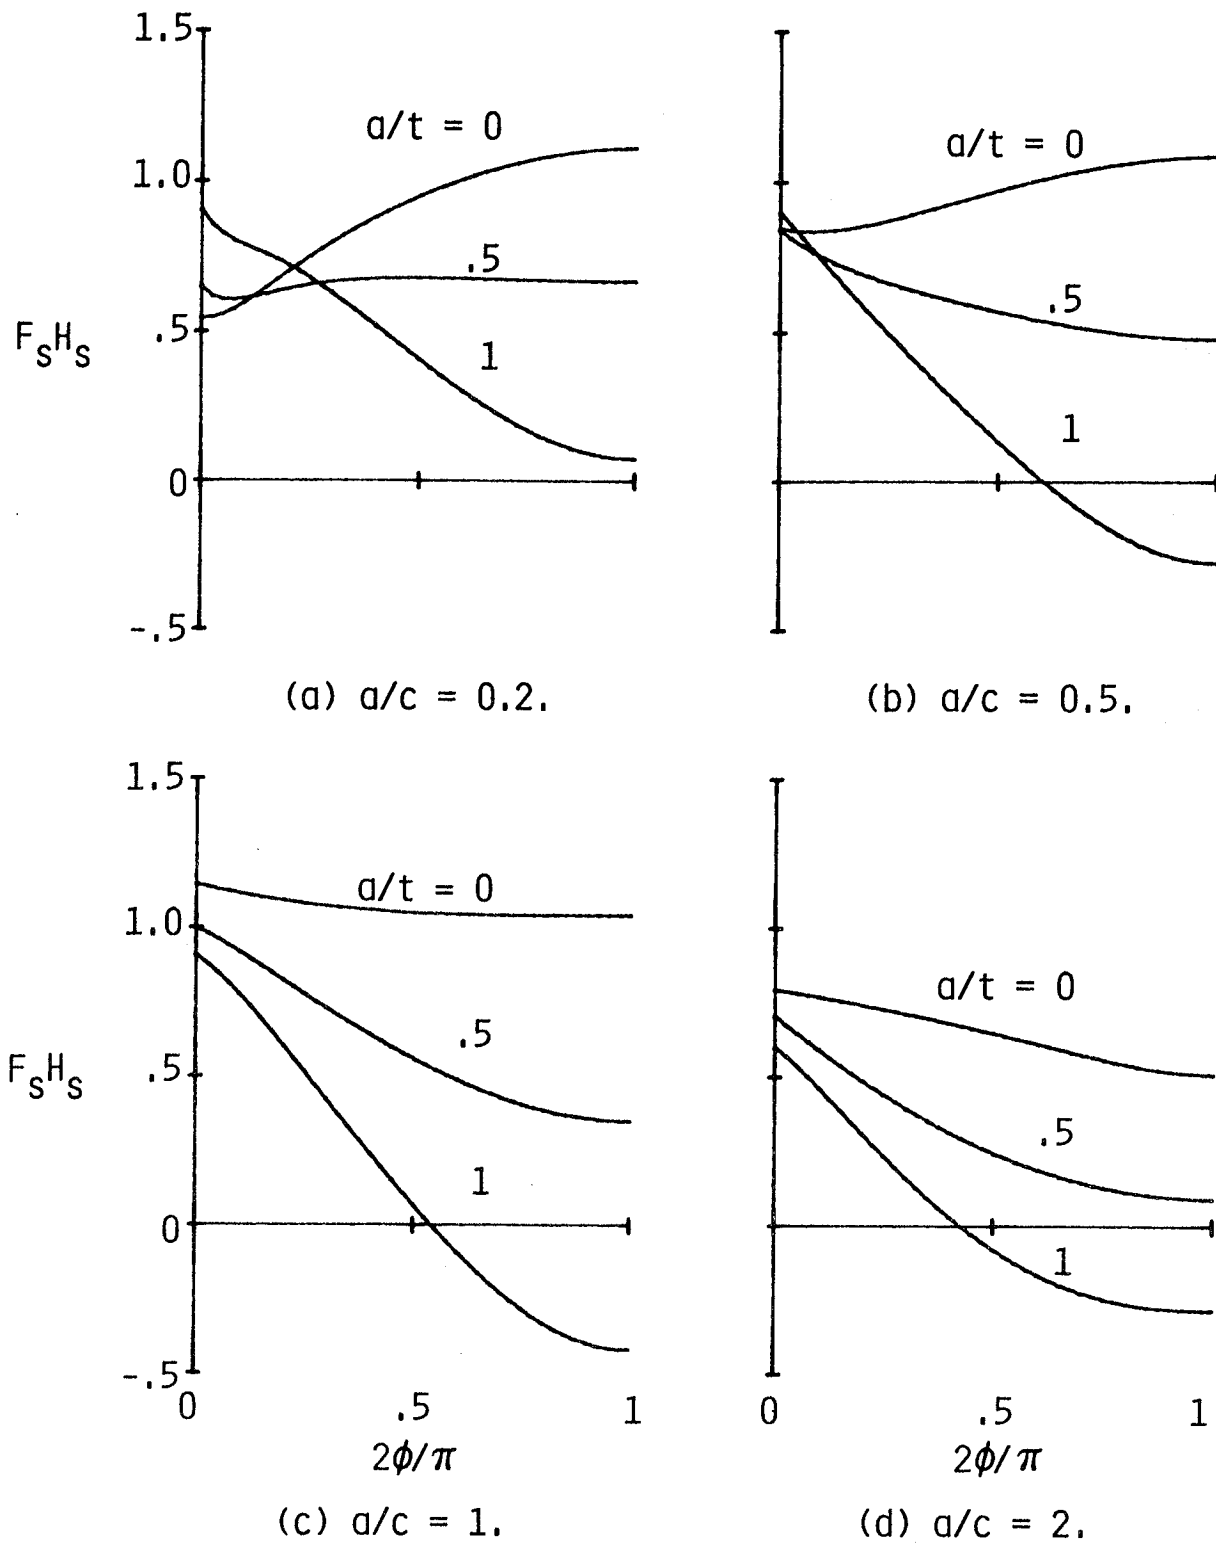 1.5
a/t = 0
1.0
.5
.5
1
0
-.5
FₛHₛ
(a) a/c = 0.2.
a/t = 0
.5
1
(b) a/c = 0.5.
1.5
a/t = 0
1.0
.5
.5
1
0
-.5
FₛHₛ
0 .5 1
2ϕ/π
(c) a/c = 1.
a/t = 0
.5
1
0 .5 1
2ϕ/π
(d) a/c = 2.